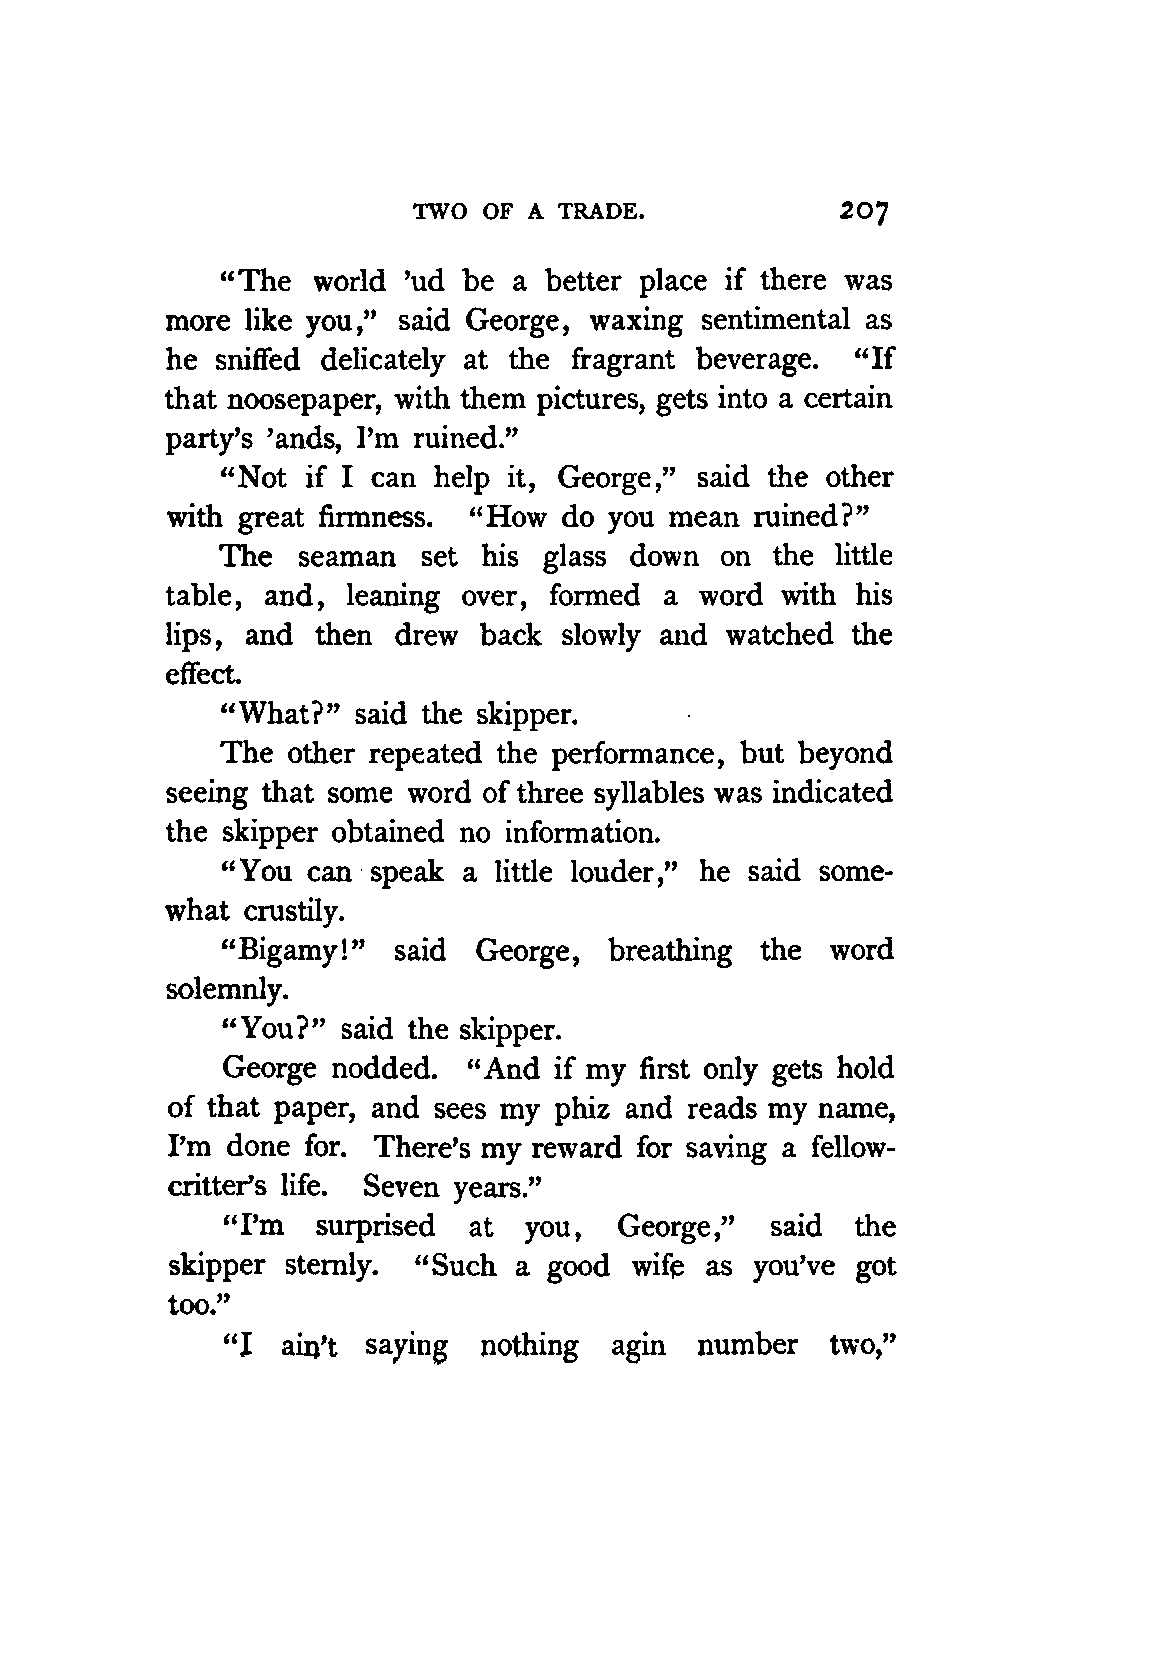 TWO OF A TRADE. 207
“The world ’ud be a better place if there was
more like you,” said George, waxing sentimental as
he sniffed delicately at the fragrant beverage. “If
that noosepaper, with them pictures, gets into a certain
party’s ’ands, I’m ruined.”
“Not if I can help it, George,” said the other
with great firmness. “How do you mean ruined?”
The seaman set his glass down on the little
table, and, leaning over, formed a word with his
lips, and then drew back slowly and watched the
effect.
“What?” said the skipper.
The other repeated the performance, but beyond
seeing that some word of three syllables was indicated
the skipper obtained no information.
“You can speak a little louder,” he said some-
what crustily.
“Bigamy!” said George, breathing the word
solemnly.
“You?” said the skipper.
George nodded. “And if my first only gets hold
of that paper, and sees my phiz and reads my name,
I’m done for. There’s my reward for saving a fellow-
critter’s life. Seven years.”
“I’m surprised at you, George,” said the
skipper sternly. “Such a good wife as you’ve got
too.”
“I ain’t saying nothing agin number two,”